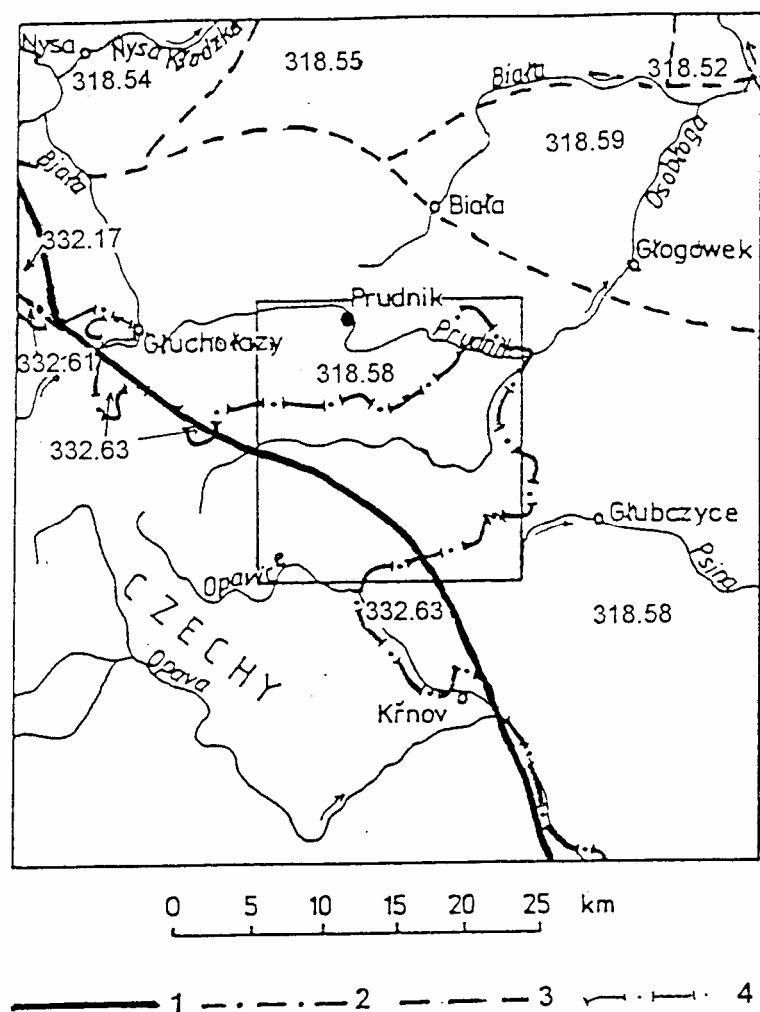 Nysa
Nysa Kłodzka
318.54
318.55
Biała
318.52
318.59
Osobłoga
Biała
Biała
332.17
Głogówek
Prudnik
Głuchołazy
Prudnik
332.61
318.58
332.63
Głubczyce
Opawice
Psina
332.63
318.58
CZECHY
Opava
Křnov
0 5 10 15 20 25 km
1 2 3 4